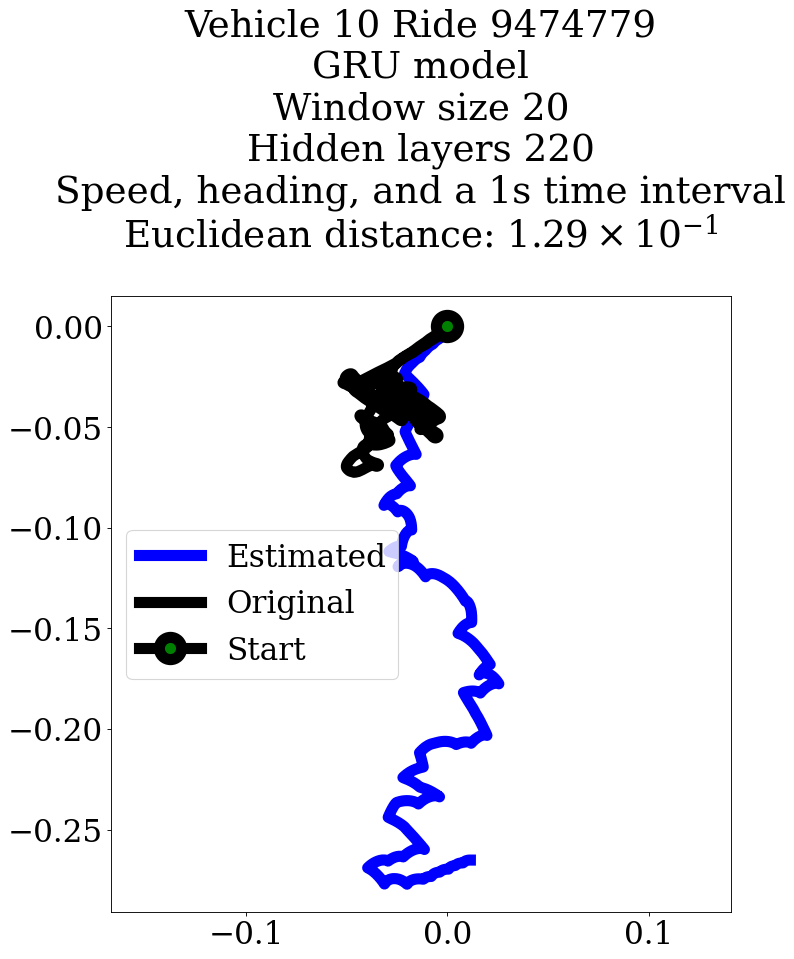 Vehicle 10 Ride 9474779
GRU model
Window size 20
Hidden layers 220
Speed, heading, and a 1s time interval
Euclidean distance: 1.29 × 10⁻¹
0.00
−0.05
−0.10
−0.15
−0.20
−0.25
Estimated
Original
Start
−0.1 0.0 0.1